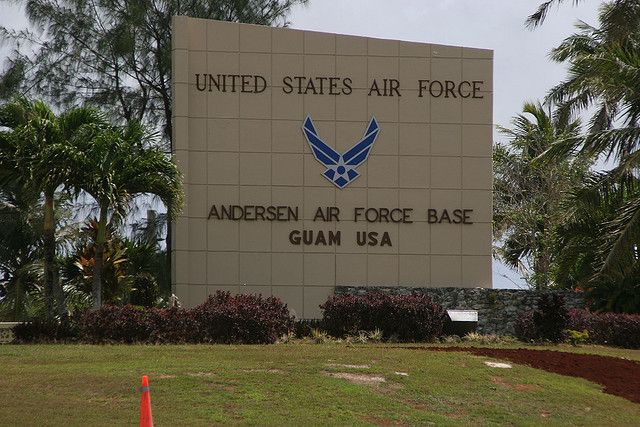 UNITED STATES AIR FORCE
ANDERSEN AIR FORCE BASE
GUAM USA